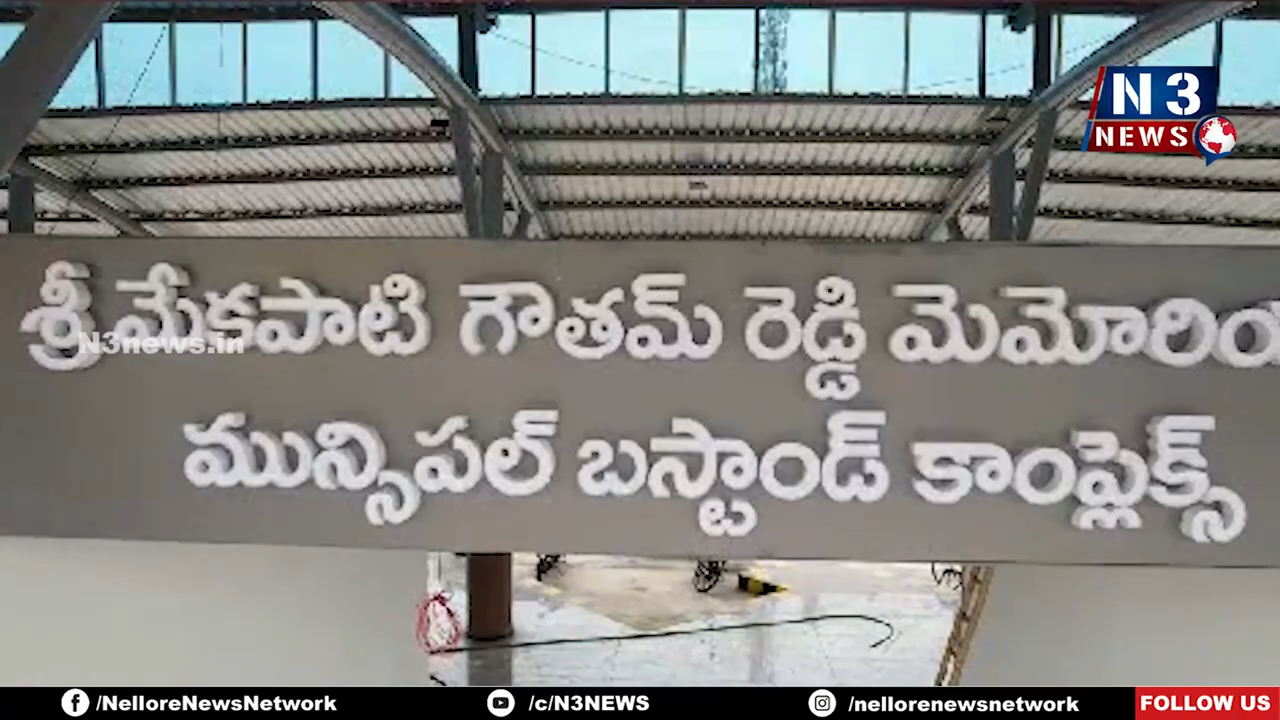 N3
NEWS
శ్రీ మేకపాటి గౌతమ్ రెడ్డి
N3news.in
మున్సిపల్ బస్టాండ్ కాంప్లెక్స్
/NelloreNewsNetwork
/c/N3NEWS
/nellorenewsnetwork
FOLLOW US